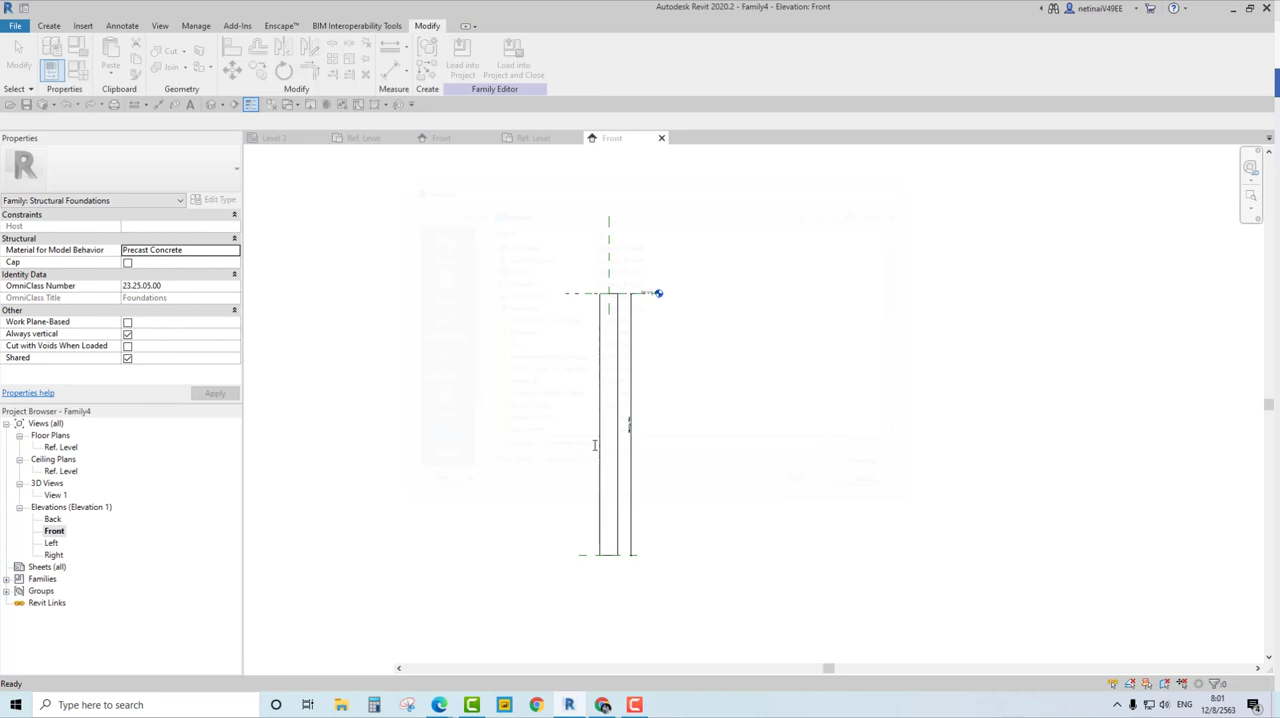 Autodesk Revit 2020.2 - Family4 - Elevation: Front
netinaiV49EE
File Create Insert Annotate View Manage Add-Ins Enscape™ BIM Interoperability Tools Modify
Cut
Join
Modify
Paste
Load into Project
Load into Project and Close
Select Properties Clipboard Geometry Modify Measure Create Family Editor
Level 2 Ref. Level Front Ref. Level Front
Properties
Family: Structural Foundations Edit Type
Constraints
Host
Structural
Material for Model Behavior Precast Concrete
Cap
Identity Data
OmniClass Number 23.25.05.00
OmniClass Title Foundations
Other
Work Plane-Based
Always vertical
Cut with Voids When Loaded
Shared
Properties help Apply
Project Browser - Family4
Views (all)
Floor Plans
Ref. Level
Ceiling Plans
Ref. Level
3D Views
View 1
Elevations (Elevation 1)
Back
Front
Left
Right
Sheets (all)
Families
Groups
Revit Links
Ready
:0
Type here to search
ENG
8:01
12/8/2563
4